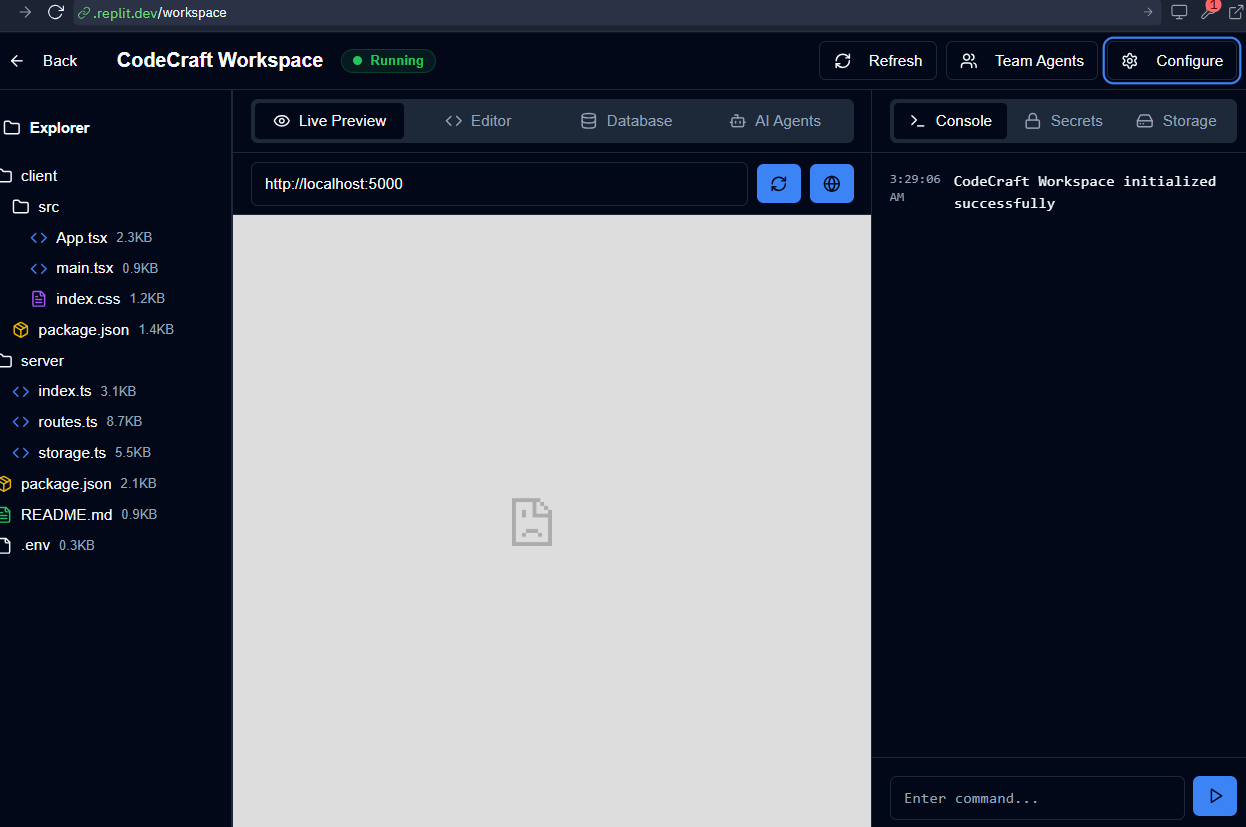 .replit.dev/workspace
1
Back
CodeCraft Workspace
Running
Refresh
Team Agents
Configure
Explorer
client
src
App.tsx 2.3KB
main.tsx 0.9KB
index.css 1.2KB
package.json 1.4KB
server
index.ts 3.1KB
routes.ts 8.7KB
storage.ts 5.5KB
package.json 2.1KB
README.md 0.9KB
.env 0.3KB
Live Preview
Editor
Database
AI Agents
http://localhost:5000
Console
Secrets
Storage
3:29:06 AM
CodeCraft Workspace initialized
successfully
Enter command...